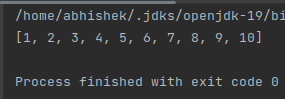 /home/abhishek/.jdks/openjdk-19/bi
[1, 2, 3, 4, 5, 6, 7, 8, 9, 10]
Process finished with exit code 0